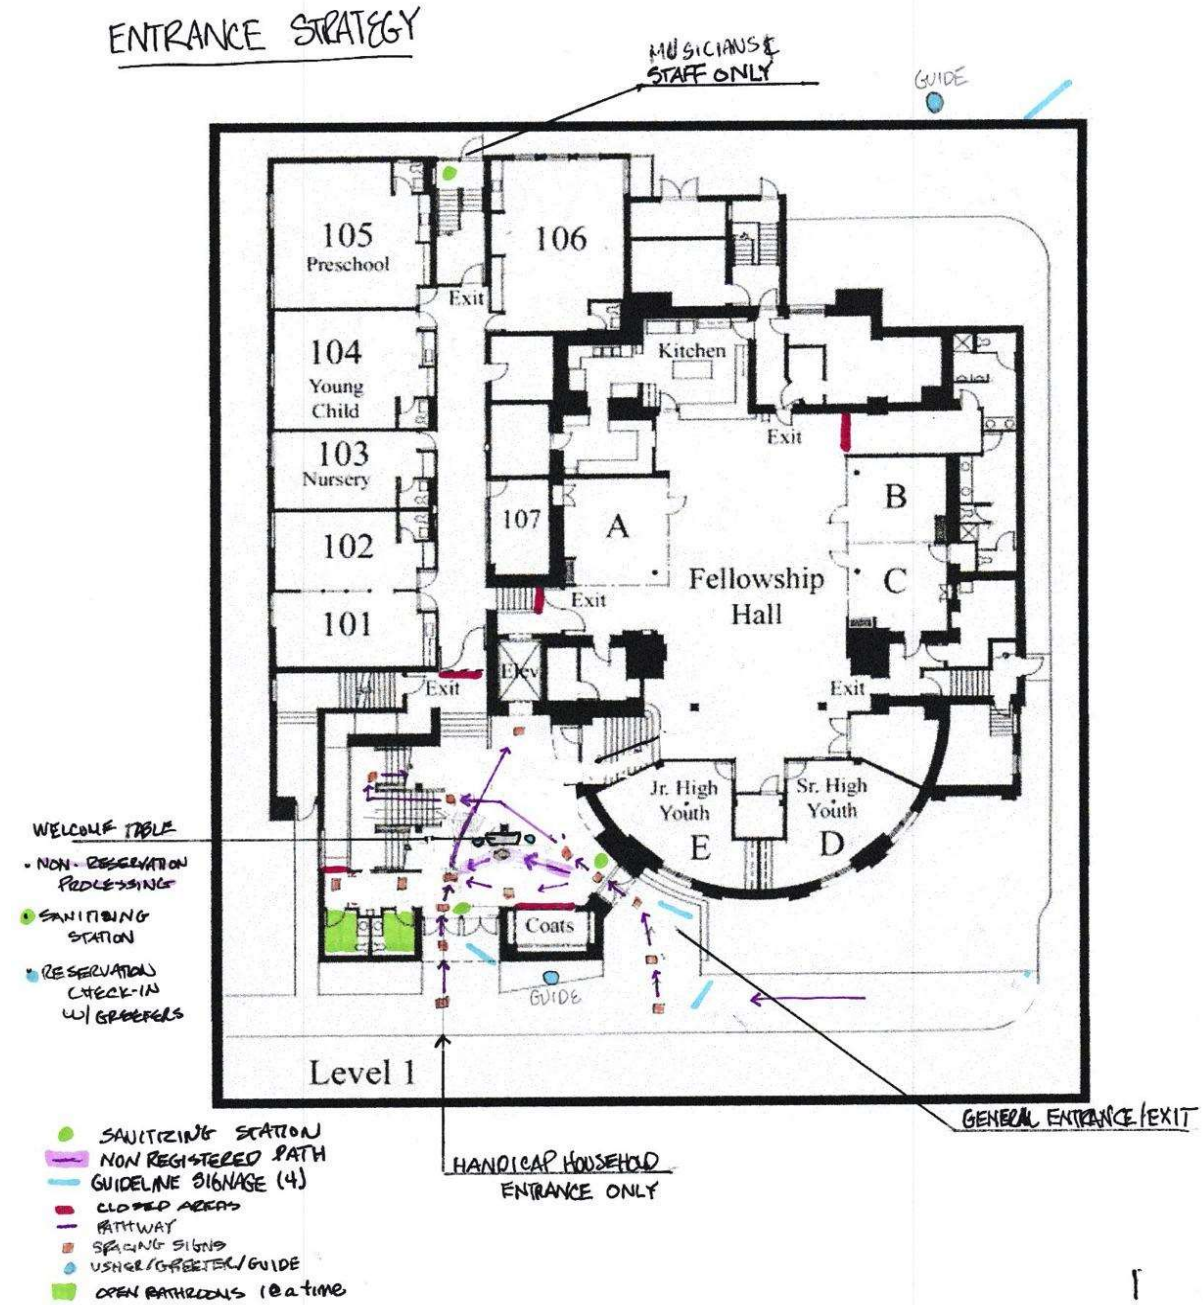 ENTRANCE STRATEGY
MUSICIANS &
STAFF ONLY
GUIDE
105
Preschool
106
Exit
104
Young
Child
Kitchen
Exit
103
Nursery
B
107
A
102
Fellowship
Hall
C
Exit
101
Elev
Exit
Exit
Jr. High
Youth
E
Sr. High
Youth
D
WELCOME TABLE
• NON-RESERVATION
PROCESSING
• SANITIZING
STATION
• RESERVATION
CHECK-IN
W/ GREETERS
Coats
GUIDE
Level 1
GENERAL ENTRANCE/EXIT
HANDICAP HOUSEHOLD
ENTRANCE ONLY
SANITIZING STATION
NON REGISTERED PATH
GUIDELINE SIGNAGE (4)
CLOSED AREAS
PATHWAY
SPACING SIGNS
USHER/GREETER/GUIDE
OPEN BATHROOMS 1@a time
1